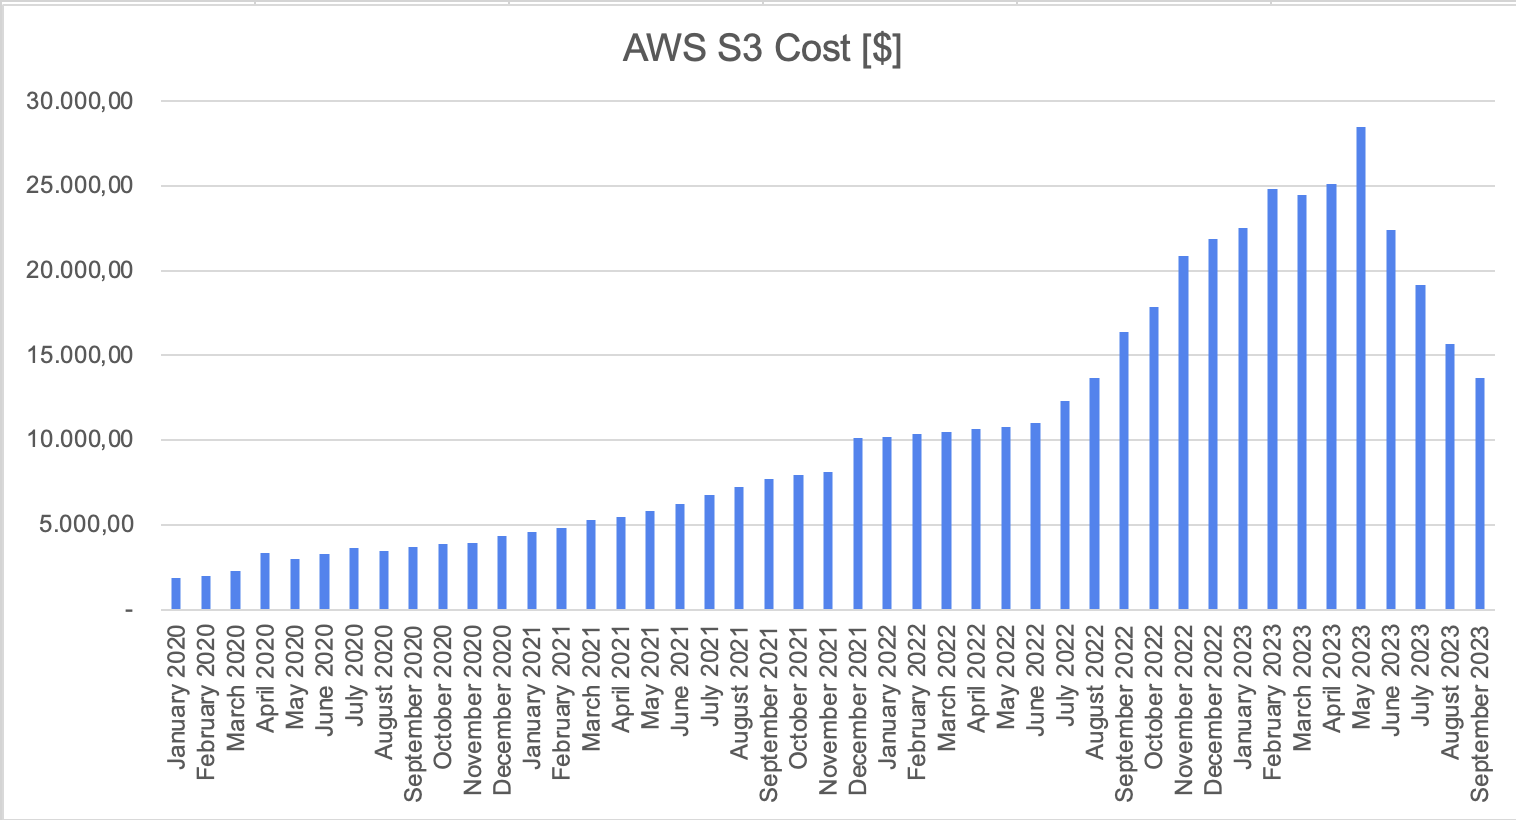 AWS S3 Cost [$]
30.000,00
25.000,00
20.000,00
15.000,00
10.000,00
5.000,00
-
January 2020
February 2020
March 2020
April 2020
May 2020
June 2020
July 2020
August 2020
September 2020
October 2020
November 2020
December 2020
January 2021
February 2021
March 2021
April 2021
May 2021
June 2021
July 2021
August 2021
September 2021
October 2021
November 2021
December 2021
January 2022
February 2022
March 2022
April 2022
May 2022
June 2022
July 2022
August 2022
September 2022
October 2022
November 2022
December 2022
January 2023
February 2023
March 2023
April 2023
May 2023
June 2023
July 2023
August 2023
September 2023